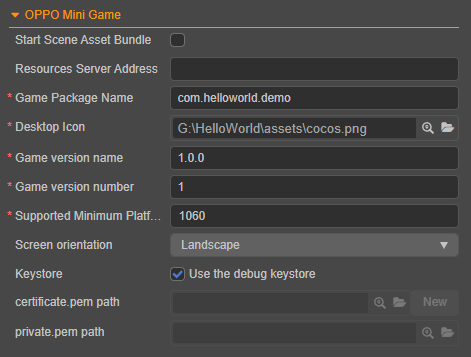 OPPO Mini Game
Start Scene Asset Bundle
Resources Server Address
* Game Package Name com.helloworld.demo
* Desktop Icon G:\HelloWorld\assets\cocos.png
* Game version name 1.0.0
* Game version number 1
* Supported Minimum Platf... 1060
Screen orientation Landscape
Keystore Use the debug keystore
certificate.pem path New
private.pem path